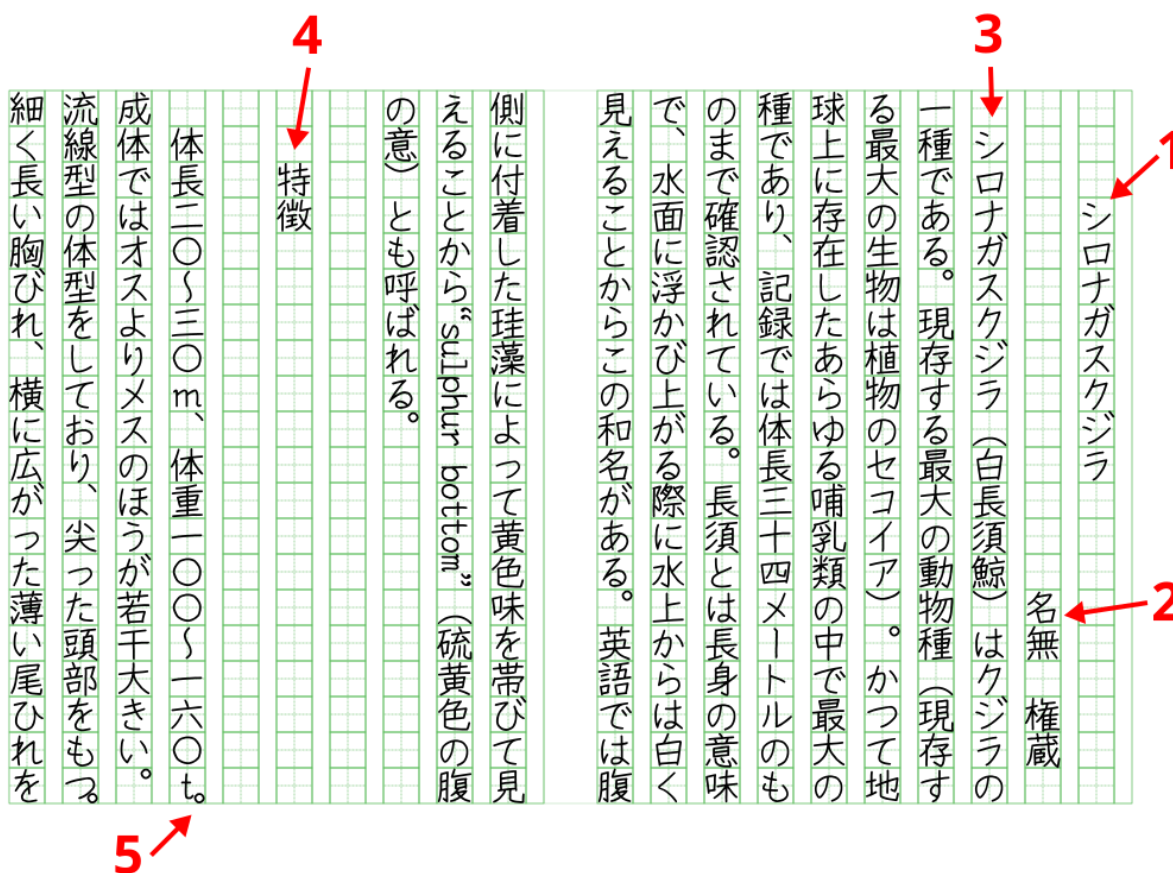 シロナガスクジラ
名無　権蔵
　シロナガスクジラ（白長須鯨）はクジラの
一種である。現存する最大の動物種（現存す
る最大の生物は植物のセコイア）。かつて地
球上に存在したあらゆる哺乳類の中で最大の
種であり、記録では体長三十四メートルのも
のまで確認されている。長須とは長身の意味
で、水面に浮かび上がる際に水上からは白く
見えることからこの和名がある。英語では腹
側に付着した珪藻によって黄色味を帯びて見
えることから“sulphur bottom”（硫黄色の腹
の意）とも呼ばれる。
特徴
　体長二〇～三〇m、体重一〇〇～一六〇t。
成体ではオスよりメスのほうが若干大きい。
流線型の体型をしており、尖った頭部をもつ。
細く長い胸びれ、横に広がった薄い尾ひれを
1
2
3
4
5